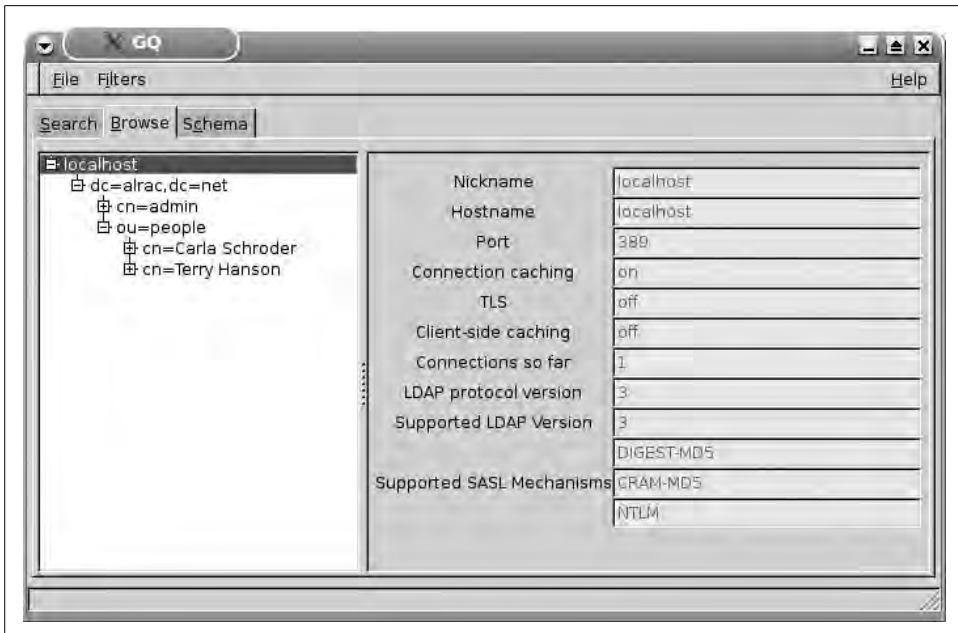 GQ
File Filters Help
Search Browse Schema
localhost
dc=alrac,dc=net
cn=admin
ou=people
cn=Carla Schroder
cn=Terry Hanson
Nickname localhost
Hostname localhost
Port 389
Connection caching on
TLS off
Client-side caching off
Connections so far 1
LDAP protocol version 3
Supported LDAP Version 3
DIGEST-MD5
Supported SASL Mechanisms CRAM-MD5
NTLM